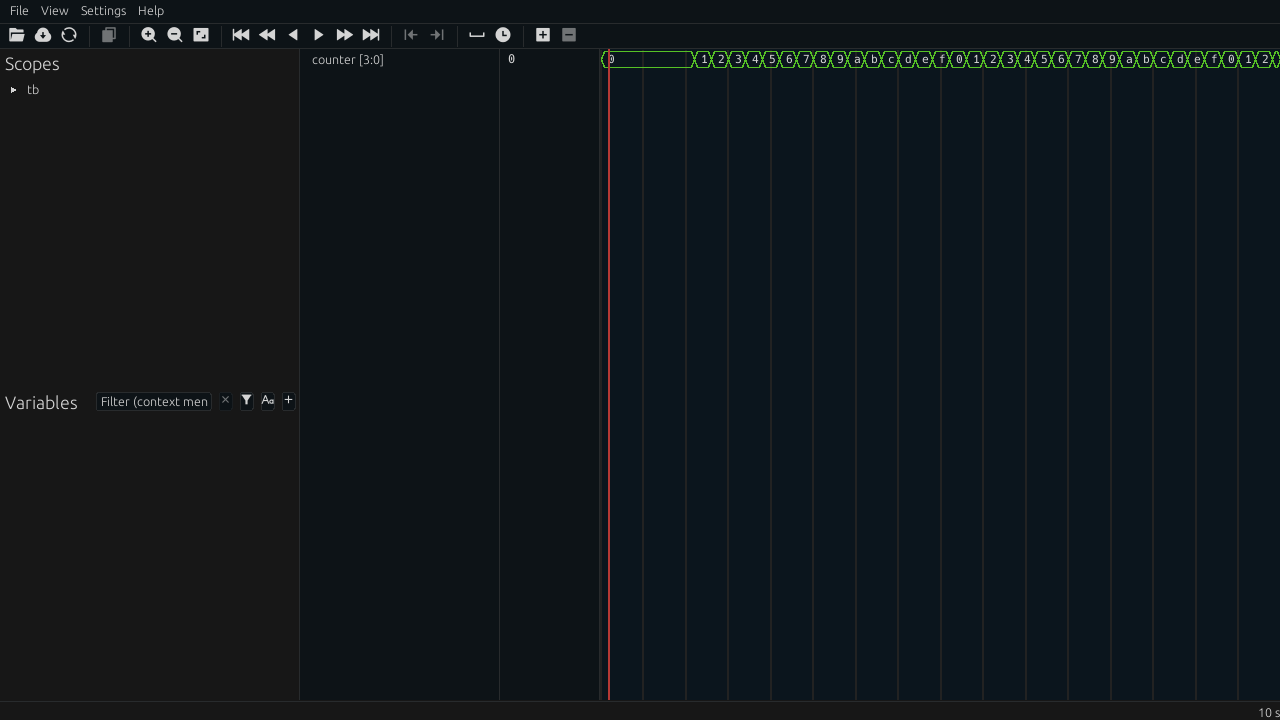 File View Settings Help
Scopes
counter [3:0]
0
0 1 2 3 4 5 6 7 8 9 a b c d e f 0 1 2 3 4 5 6 7 8 9 a b c d e f 0 1 2
tb
Variables
Filter (context men
Aa
10 s